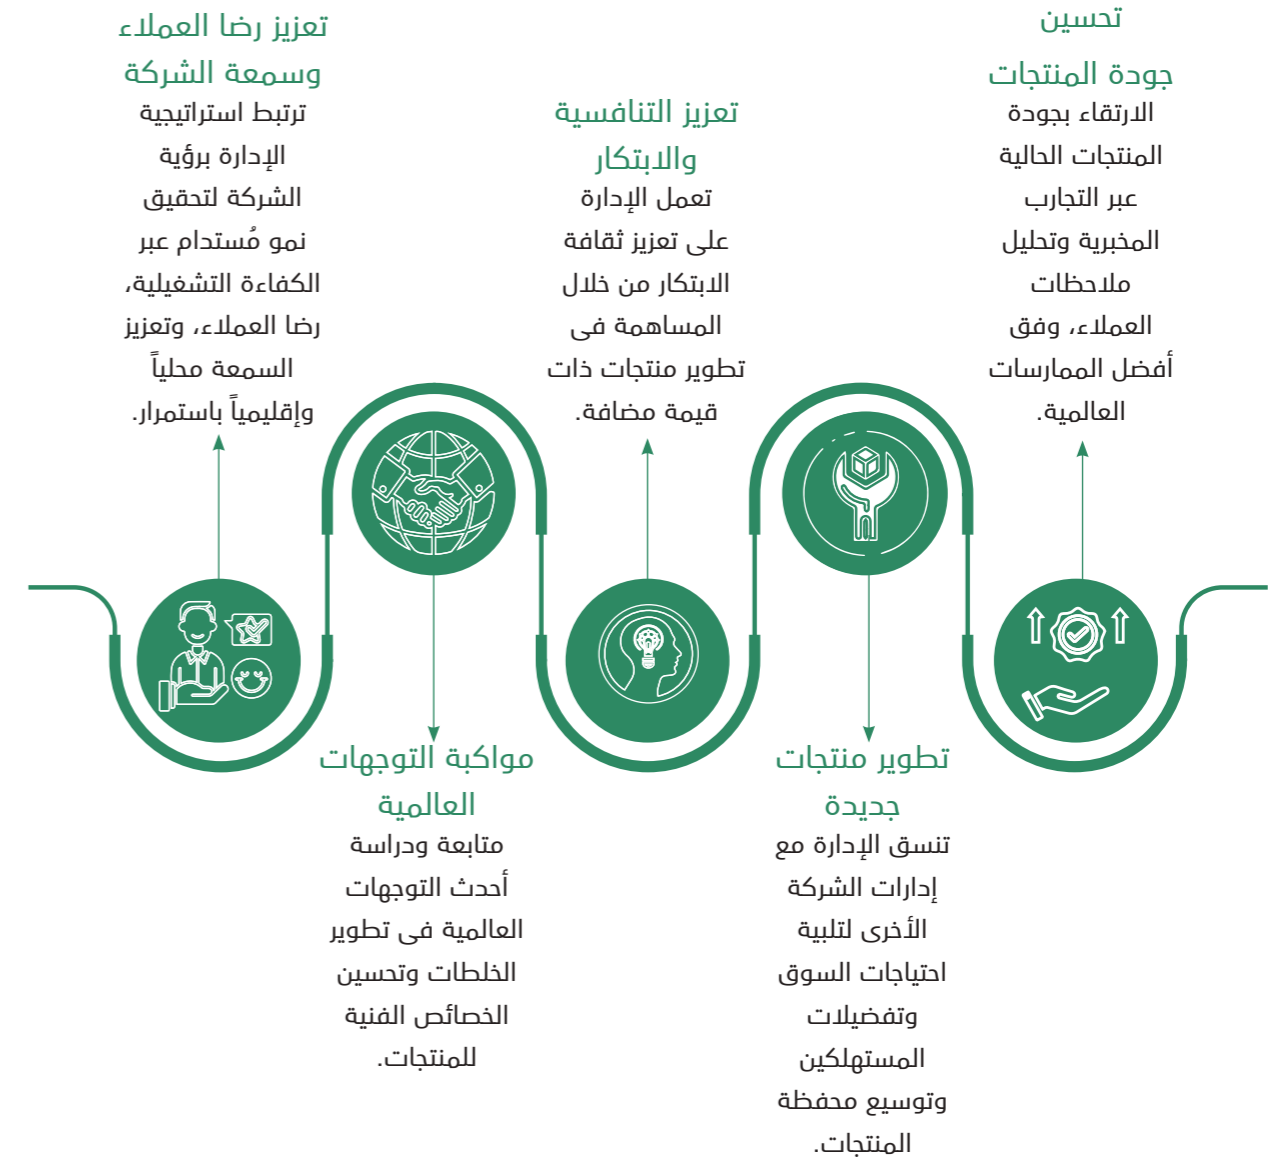 تحسين
جودة المنتجات
الارتقاء بجودة
المنتجات الحالية
عبر التجارب
المخبرية وتحليل
ملاحظات
العملاء، وفق
أفضل الممارسات
العالمية.
تطوير منتجات
جديدة
تنسق الإدارة مع
إدارات الشركة
الأخرى لتلبية
احتياجات السوق
وتفضيلات
المستهلكين
وتوسيع محفظة
المنتجات.
تعزيز التنافسية
والابتكار
تعمل الإدارة
على تعزيز ثقافة
الابتكار من خلال
المساهمة فى
تطوير منتجات ذات
قيمة مضافة.
مواكبة التوجهات
العالمية
متابعة ودراسة
أحدث التوجهات
العالمية فى تطوير
الخلطات وتحسين
الخصائص الفنية
للمنتجات.
تعزيز رضا العملاء
وسمعة الشركة
ترتبط استراتيجية
الإدارة برؤية
الشركة لتحقيق
نمو مُستدام عبر
الكفاءة التشغيلية،
رضا العملاء، وتعزيز
السمعة محلياً
وإقليمياً باستمرار.